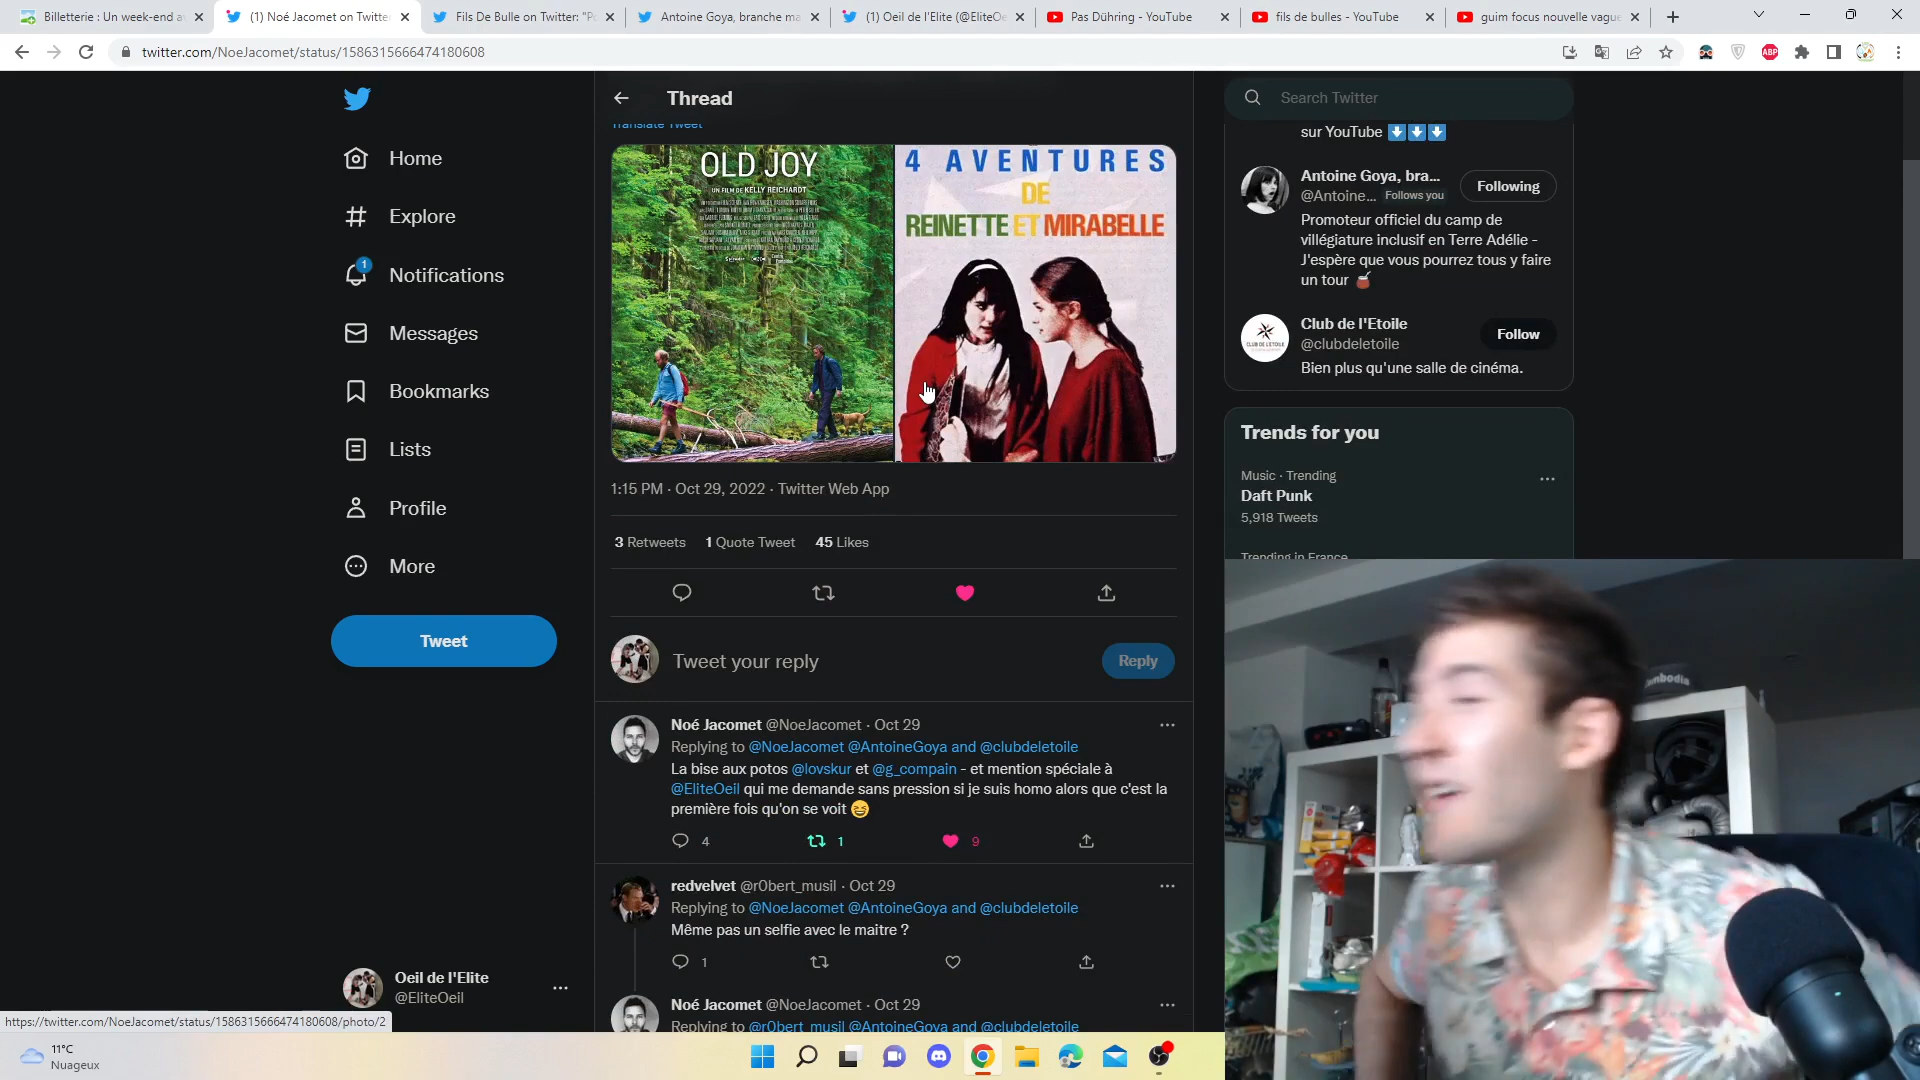 Billetterie : Un week-end a
(1) Noé Jacomet on Twitte
Fils De Bulle on Twitter: "P
Antoine Goya, branche ma
(1) Oeil de l'Elite (@EliteO
Pas Dühring - YouTube
fils de bulles - YouTube
guim focus nouvelle vague
twitter.com/NoeJacomet/status/1586315666474180608
ABP
Thread
Search Twitter
Home
Explore
1
Notifications
Messages
Bookmarks
Lists
Profile
More
Tweet
Oeil de l'Elite
@EliteOeil
Translate Tweet
OLD JOY
UN FILM DE KELLY REICHARDT
4 AVENTURES
DE
REINETTE ET MIRABELLE
1:15 PM · Oct 29, 2022 · Twitter Web App
3 Retweets 1 Quote Tweet 45 Likes
Tweet your reply
Reply
Noé Jacomet @NoeJacomet · Oct 29
Replying to @NoeJacomet @AntoineGoya and @clubdeletoile
La bise aux potos @lovskur et @g_compain - et mention spéciale à
@EliteOeil qui me demande sans pression si je suis homo alors que c'est la
première fois qu'on se voit 😆
4 1 9
redvelvet @r0bert_musil · Oct 29
Replying to @NoeJacomet @AntoineGoya and @clubdeletoile
Même pas un selfie avec le maitre ?
1
Noé Jacomet @NoeJacomet · Oct 29
Replying to @r0bert_musil @AntoineGoya and @clubdeletoile
sur YouTube ⬇️⬇️⬇️
Antoine Goya, bra...
@Antoine... Follows you
Following
Promoteur officiel du camp de
villégiature inclusif en Terre Adélie -
J'espère que vous pourrez tous y faire
un tour 🧉
Club de l'Etoile
@clubdeletoile
Follow
CLUB DE L'ETOILE
Bien plus qu'une salle de cinéma.
Trends for you
Music · Trending
Daft Punk
5,918 Tweets
Trending in France
https://twitter.com/NoeJacomet/status/1586315666474180608/photo/2
11°C
Nuageux